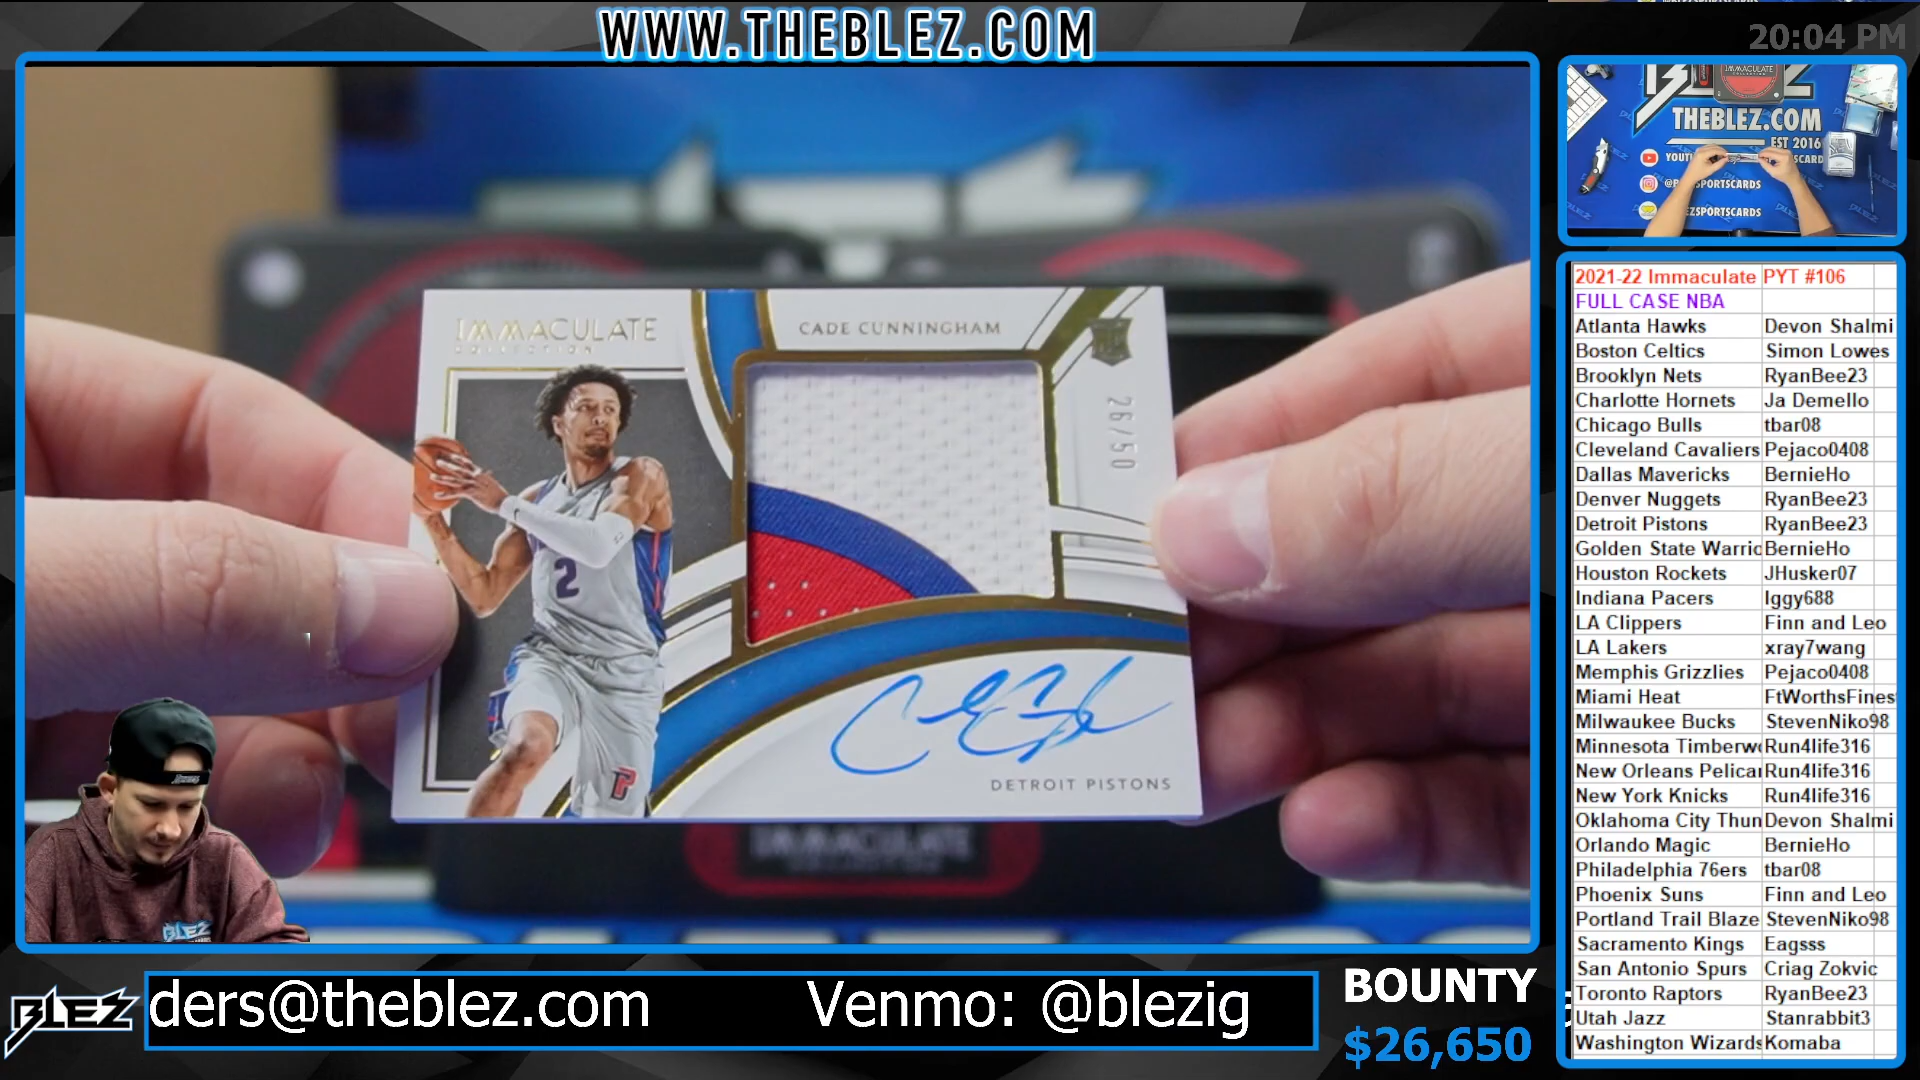 WWW.THEBLEZ.COM
20:04 PM
IMMACULATE
COLLECTION
CADE CUNNINGHAM
RC
26/50
2
DETROIT PISTONS
IMMACULATE
COLLECTION
BLEZ
IMMACULATE
THEBLEZ.COM
EST 2016
2021-22 Immaculate PYT #106
FULL CASE NBA
Atlanta Hawks Devon Shalmi
Boston Celtics Simon Lowes
Brooklyn Nets RyanBee23
Charlotte Hornets Ja Demello
Chicago Bulls tbar08
Cleveland Cavaliers Pejaco0408
Dallas Mavericks BernieHo
Denver Nuggets RyanBee23
Detroit Pistons RyanBee23
Golden State Warric BernieHo
Houston Rockets JHusker07
Indiana Pacers Iggy688
LA Clippers Finn and Leo
LA Lakers xray7wang
Memphis Grizzlies Pejaco0408
Miami Heat FtWorthsFines
Milwaukee Bucks StevenNiko98
Minnesota Timberw Run4life316
New Orleans Pelica Run4life316
New York Knicks Run4life316
Oklahoma City Thun Devon Shalmi
Orlando Magic BernieHo
Philadelphia 76ers tbar08
Phoenix Suns Finn and Leo
Portland Trail Blaze StevenNiko98
Sacramento Kings Eagsss
San Antonio Spurs Criag Zokvic
Toronto Raptors RyanBee23
Utah Jazz Stanrabbit3
Washington Wizards Komaba
BLEZ
ders@theblez.com Venmo: @blezig
BOUNTY
$26,650